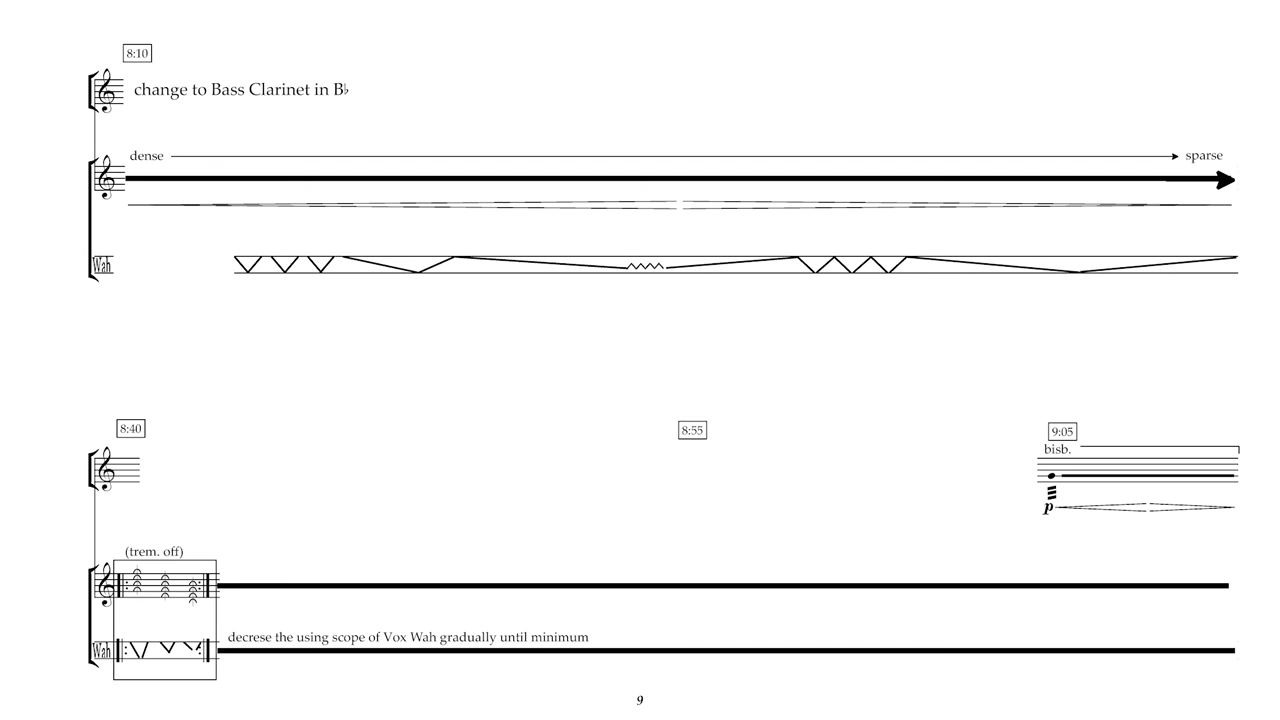 8:10
change to Bass Clarinet in B♭
dense
sparse
Wah
8:40
8:55
9:05
bisb.
p
(trem. off)
decrese the using scope of Vox Wah gradually until minimum
Wah
9